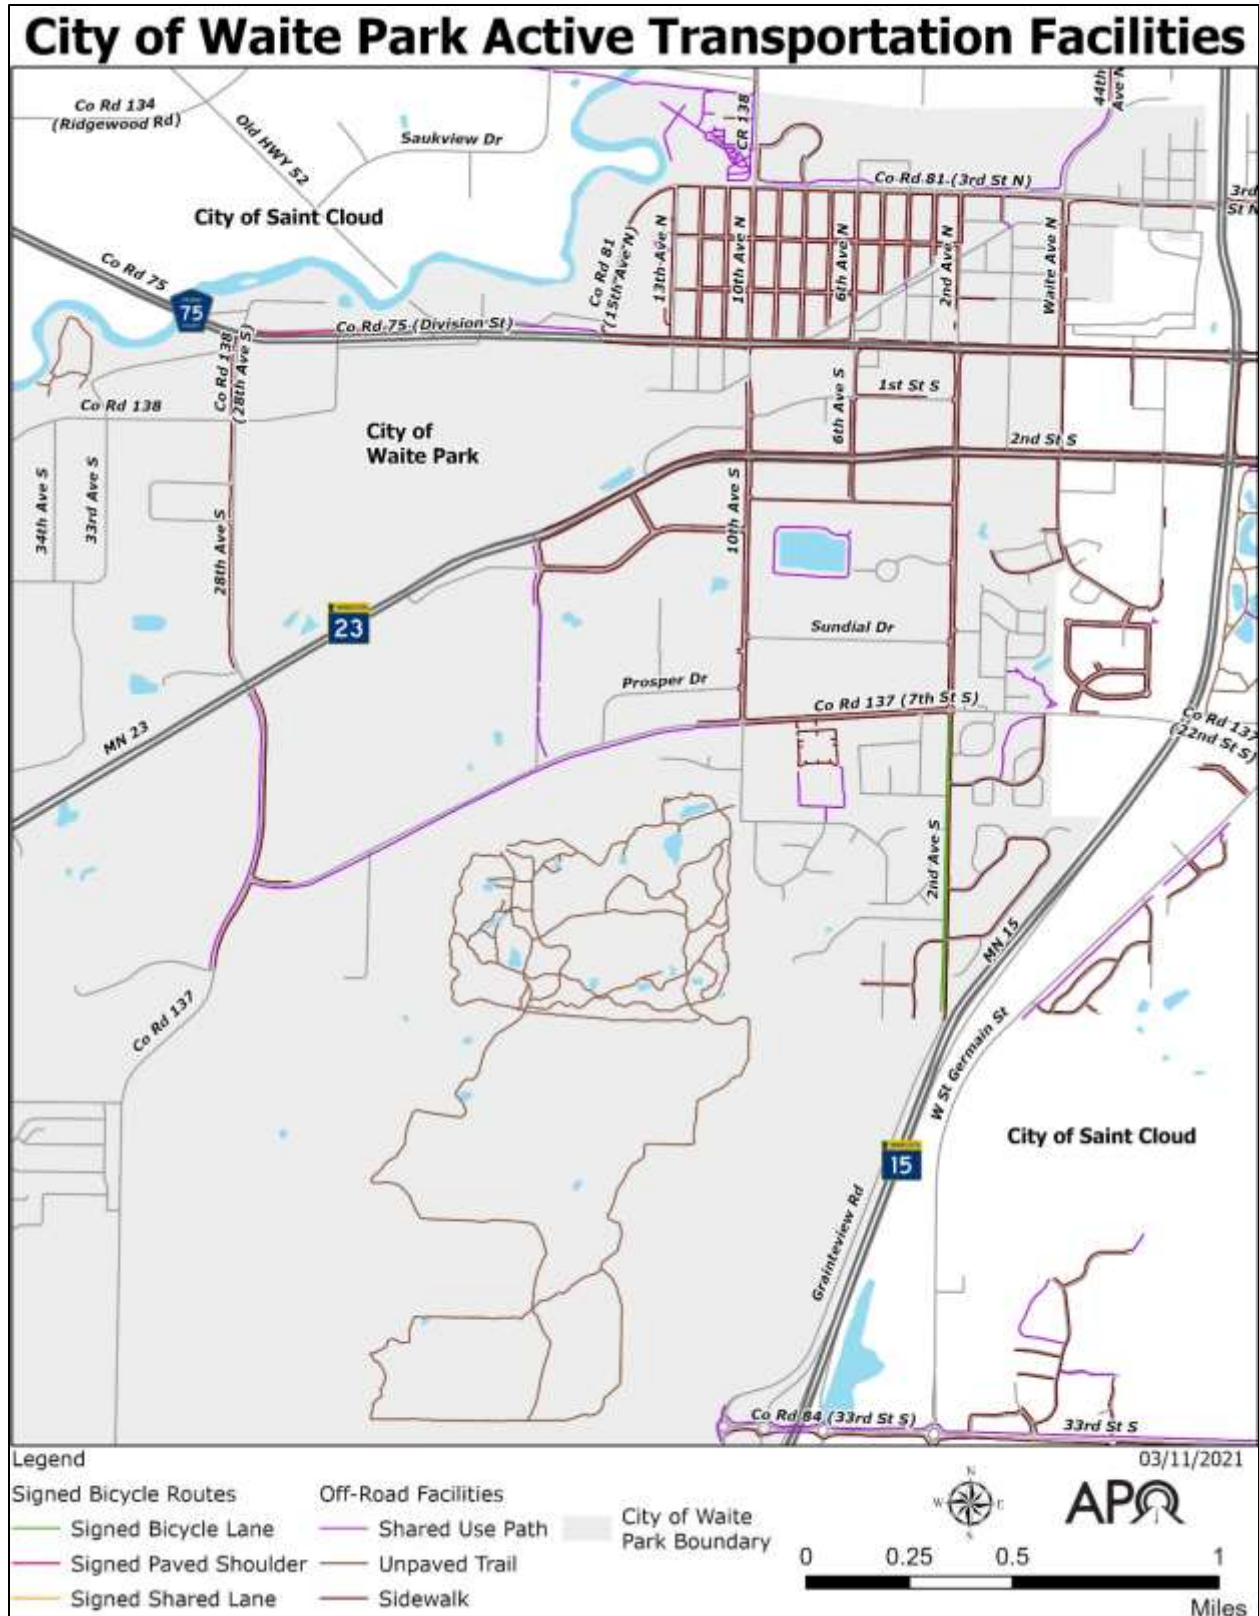 City of Waite Park Active Transportation Facilities
Co Rd 134
(Ridgewood Rd)
Old HWY 52
Saukview Dr
CR 138
44th
Ave N
City of Saint Cloud
Co Rd 81 (3rd St N)
3rd
St N
Co Rd 75
75
Co Rd 81
(15th Ave N)
13th Ave N
10th Ave N
6th Ave N
2nd Ave N
Waite Ave N
Co Rd 75 (Division St)
Co Rd 138
(28th Ave S)
Co Rd 138
1st St S
6th Ave S
City of
Waite Park
2nd St S
34th Ave S
33rd Ave S
28th Ave S
10th Ave S
23
Sundial Dr
Prosper Dr
Co Rd 137 (7th St S)
MN 23
Co Rd 137
(22nd St S)
2nd Ave S
MN 15
Co Rd 137
W St Germain St
City of Saint Cloud
15
Grainteview Rd
Co Rd 84 (33rd St S)
33rd St S
Legend
03/11/2021
Signed Bicycle Routes
Signed Bicycle Lane
Signed Paved Shoulder
Signed Shared Lane
Off-Road Facilities
Shared Use Path
Unpaved Trail
Sidewalk
City of Waite
Park Boundary
N
W E
S
APO
0 0.25 0.5 1
Miles